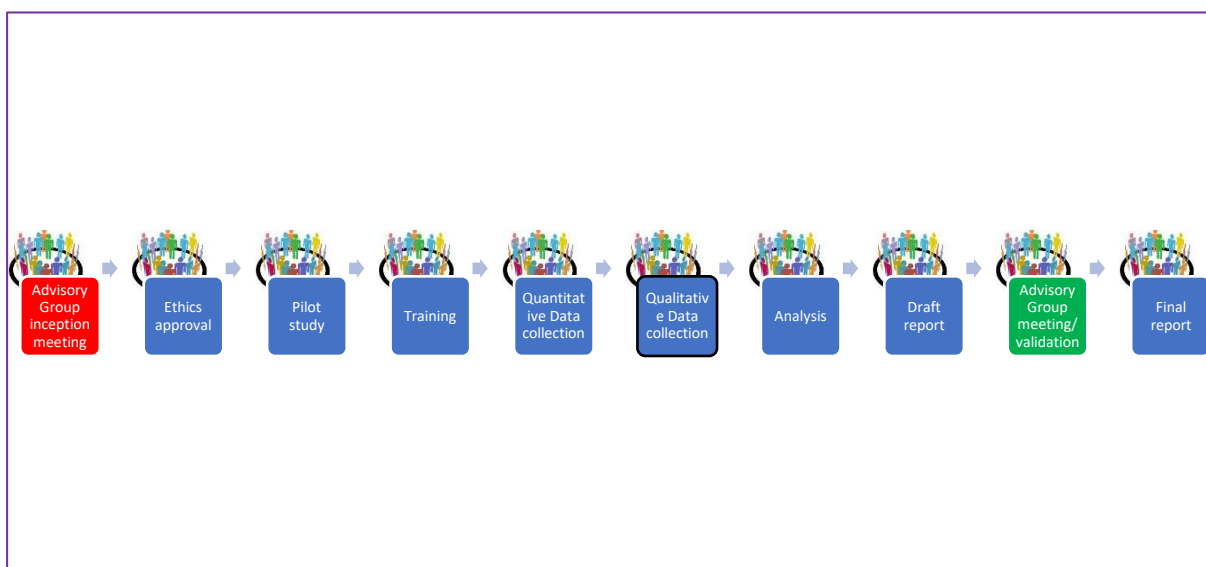 Advisory
Group
inception
meeting
Ethics
approval
Pilot
study
Training
Quantitat
ive Data
collection
Qualitativ
e Data
collection
Analysis
Draft
report
Advisory
Group
meeting/
validation
Final
report